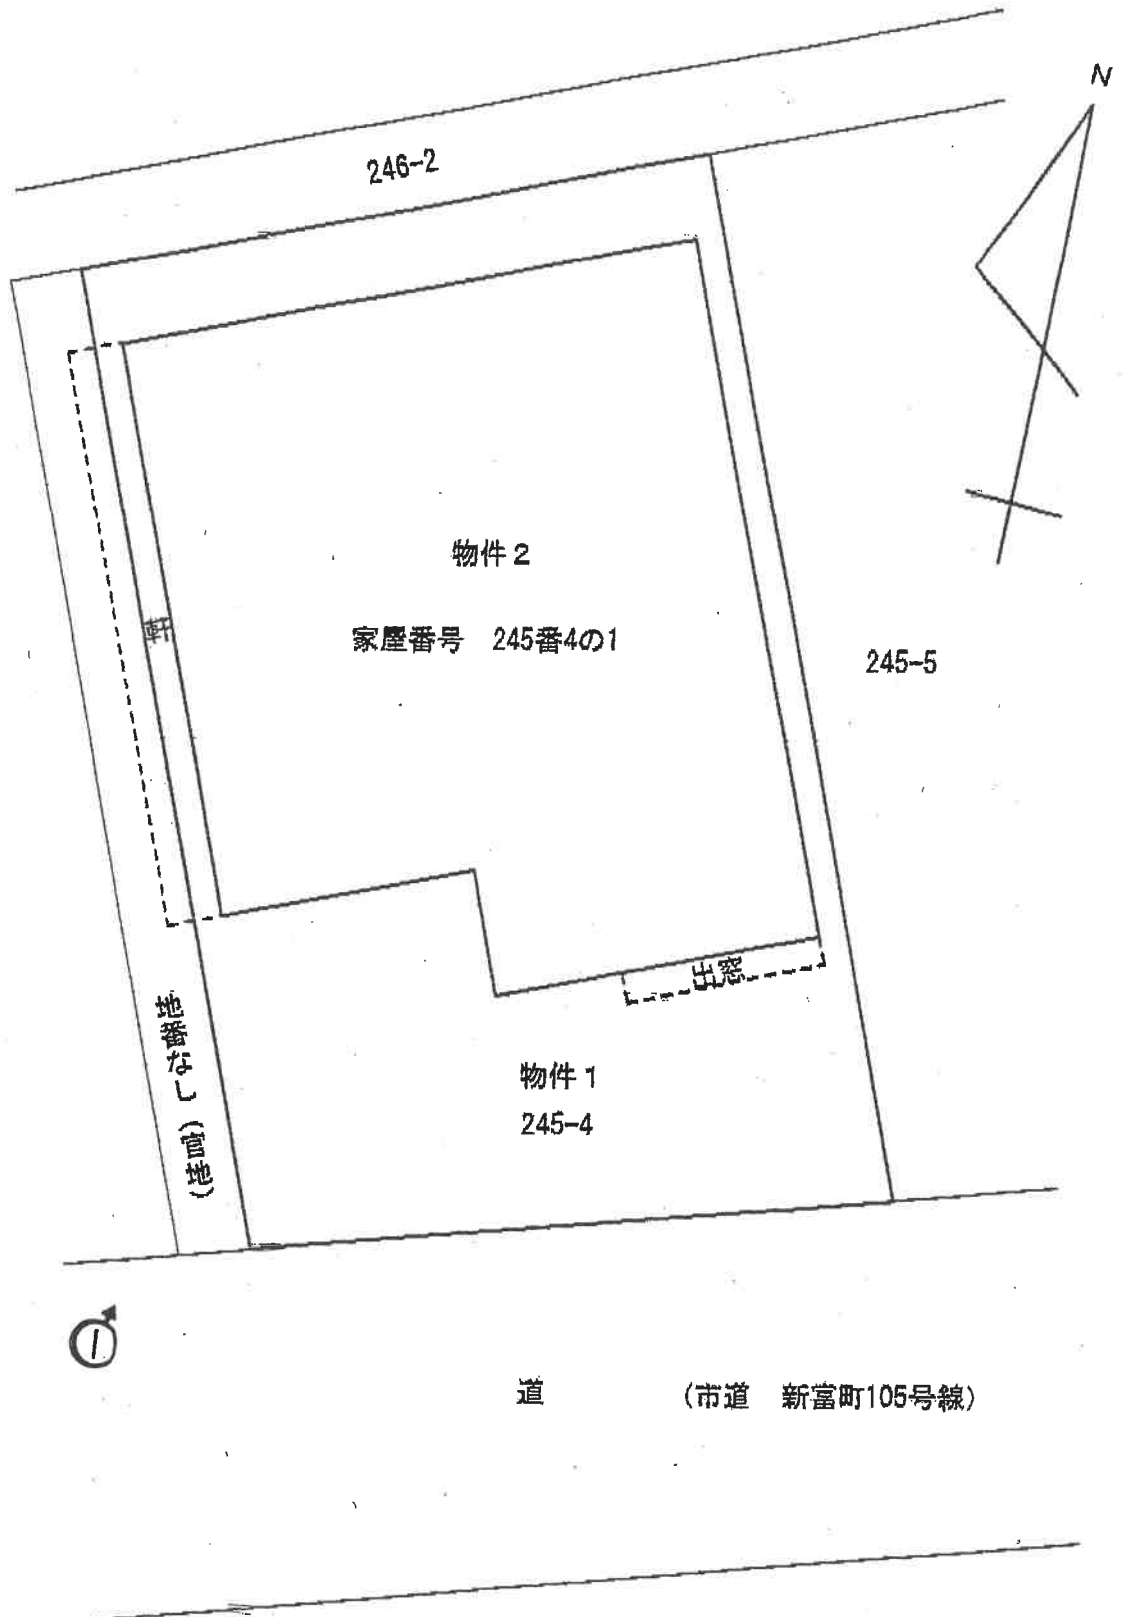 N
246-2
物件2
家屋番号 245番4の1
軒
245-5
出窓
地番なし(官地)
物件1
245-4
1
道 (市道 新富町105号線)